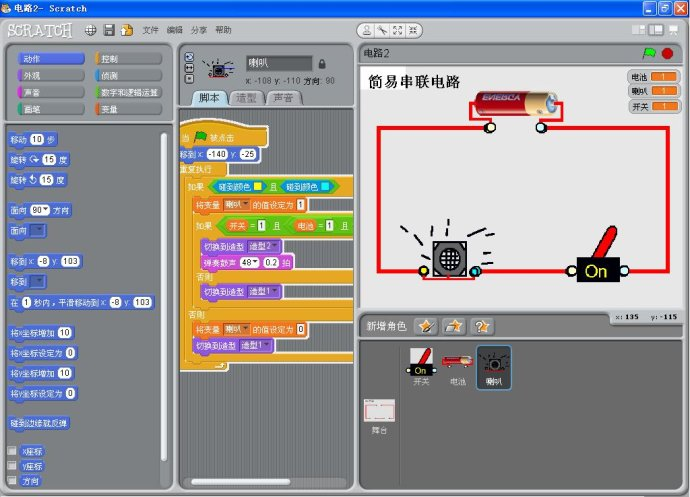 电路2- Scratch
SCRATCH 文件 编辑 分享 帮助
动作 控制
外观 侦测
声音 数字和逻辑运算
画笔 变量
移动 10 步
旋转 15 度
旋转 15 度
面向 90 方向
面向
移到 x: -8 y: 103
移到
在 1 秒内,平滑移动到 x: -8 y: 103
将x坐标增加 10
将x坐标设定为 0
将y坐标增加 10
将y坐标设定为 0
碰到边缘就反弹
x座标
y座标
方向
喇叭
x: -108 y: -110 方向: 90
脚本 造型 声音
当 被点击
移到 x: -140 y: -25
重复执行
如果 碰到颜色 且 碰到颜色
将变量 喇叭 的值设定为 1
如果 开关 = 1 且 电池 = 1 且
切换到造型 造型2
弹奏鼓声 48 0.2 拍
否则
切换到造型 造型1
否则
将变量 喇叭 的值设定为 0
切换到造型 造型1
电路2
简易串联电路
电池 1
喇叭 1
开关 1
ENERGY
On
x: 135 y: -115
新增角色
On
开关 电池 喇叭
舞台